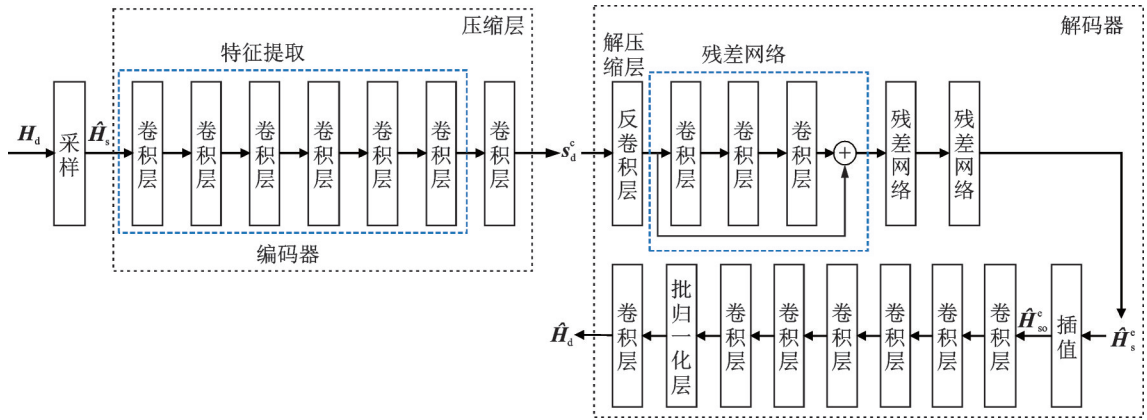 压缩层
特征提取
H_d
采样
Ĥ_s
卷积层
卷积层
卷积层
卷积层
卷积层
卷积层
卷积层
编码器
s_d^c
解码器
解压缩层
残差网络
反卷积层
卷积层
卷积层
卷积层
+
残差网络
残差网络
Ĥ_s^c
插值
Ĥ_so^c
卷积层
卷积层
卷积层
卷积层
卷积层
批归一化层
卷积层
Ĥ_d